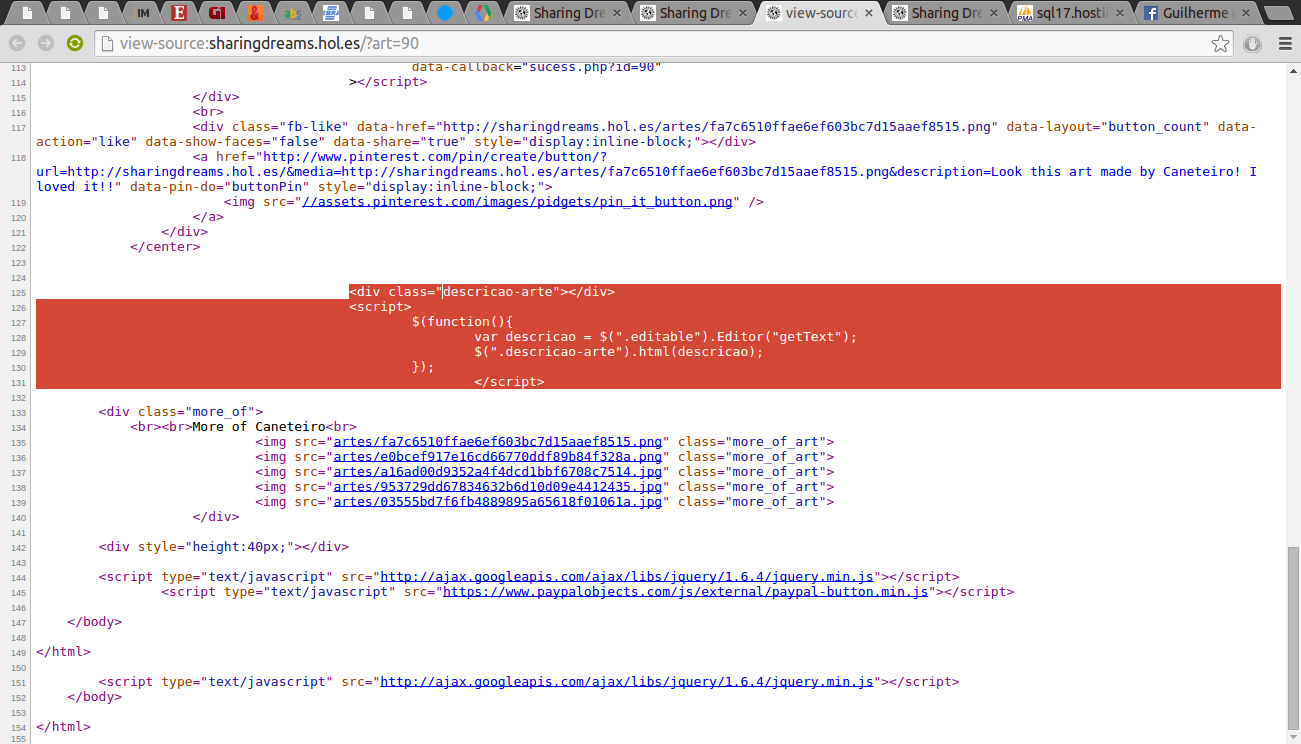 IM
E
G1
&
als
Sharing Dre ×
Sharing Dre ×
view-sourc ×
Sharing Dre ×
PMA sql17.hosti ×
f Guilherme ×
view-source:sharingdreams.hol.es/?art=90
113 data-callback="sucess.php?id=90"
114 ></script>
115 </div>
116 <br>
117 <div class="fb-like" data-href="http://sharingdreams.hol.es/artes/fa7c6510ffae6ef603bc7d15aaef8515.png" data-layout="button_count" data-
action="like" data-show-faces="false" data-share="true" style="display:inline-block;"></div>
118 <a href="http://www.pinterest.com/pin/create/button/?
url=http://sharingdreams.hol.es/&media=http://sharingdreams.hol.es/artes/fa7c6510ffae6ef603bc7d15aaef8515.png&description=Look this art made by Caneteiro! I
loved it!!" data-pin-do="buttonPin" style="display:inline-block;">
119 <img src="//assets.pinterest.com/images/pidgets/pin_it_button.png" />
120 </a>
121 </div>
122 </center>
123
124
125 <div class="descricao-arte"></div>
126 <script>
127 $(function(){
128 var descricao = $(".editable").Editor("getText");
129 $(".descricao-arte").html(descricao);
130 });
131 </script>
132
133 <div class="more_of">
134 <br><br>More of Caneteiro<br>
135 <img src="artes/fa7c6510ffae6ef603bc7d15aaef8515.png" class="more_of_art">
136 <img src="artes/e0bcef917e16cd66770ddf89b84f328a.png" class="more_of_art">
137 <img src="artes/a16ad00d9352a4f4dcd1bbf6708c7514.jpg" class="more_of_art">
138 <img src="artes/953729dd67834632b6d10d09e4412435.jpg" class="more_of_art">
139 <img src="artes/03555bd7f6fb4889895a65618f01061a.jpg" class="more_of_art">
140 </div>
141
142 <div style="height:40px;"></div>
143
144 <script type="text/javascript" src="http://ajax.googleapis.com/ajax/libs/jquery/1.6.4/jquery.min.js"></script>
145 <script type="text/javascript" src="https://www.paypalobjects.com/js/external/paypal-button.min.js"></script>
146
147 </body>
148
149 </html>
150
151 <script type="text/javascript" src="http://ajax.googleapis.com/ajax/libs/jquery/1.6.4/jquery.min.js"></script>
152 </body>
153
154 </html>
155